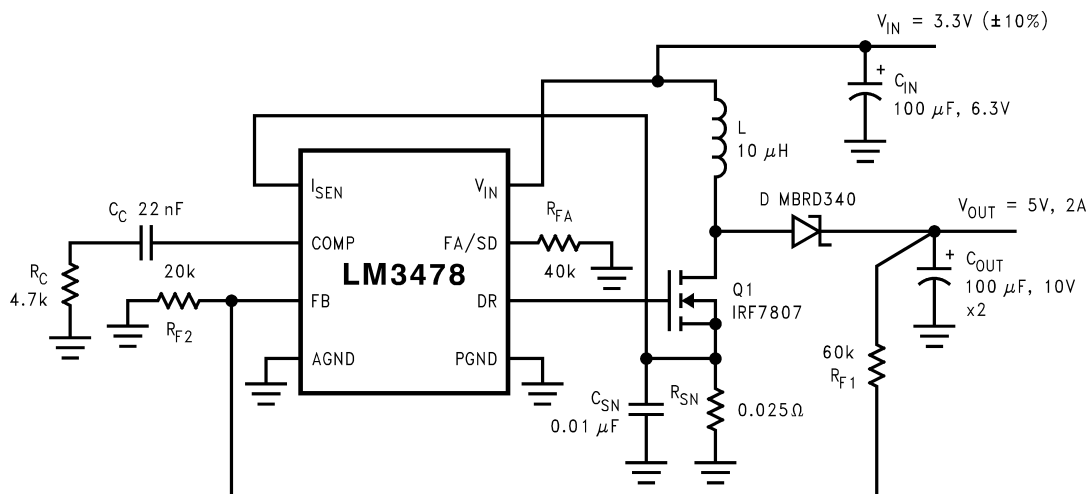 V_IN = 3.3V (±10%)
+
C_IN
100 μF, 6.3V
L
10 μH
I_SEN
V_IN
D MBRD340
V_OUT = 5V, 2A
C_C 22 nF
R_FA
COMP
FA/SD
+
C_OUT
100 μF, 10V
x2
R_C
4.7k
20k
LM3478
40k
Q1
IRF7807
FB
DR
R_F2
60k
R_F1
AGND
PGND
C_SN
0.01 μF
R_SN
0.025Ω